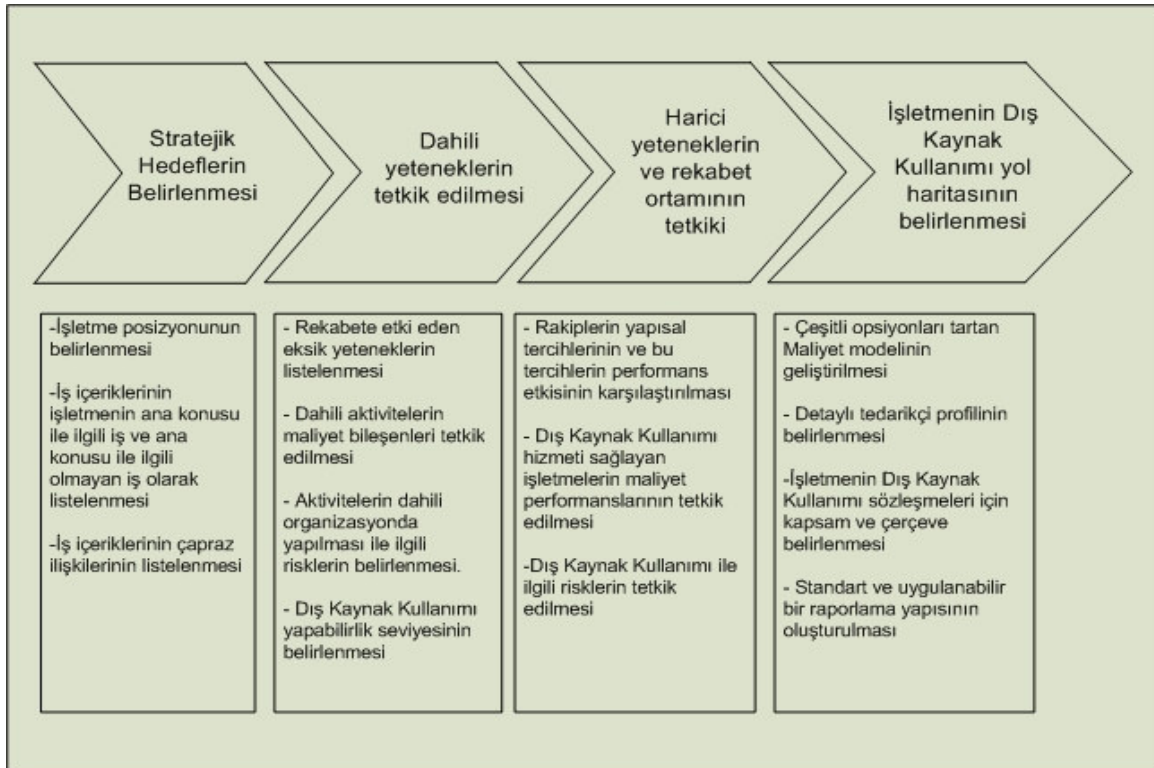 Stratejik
Hedeflerin
Belirlenmesi
Dahili
yeteneklerin
tetkik edilmesi
Harici
yeteneklerin
ve rekabet
ortamının
tetkiki
İşletmenin Dış
Kaynak
Kullanımı yol
haritasının
belirlenmesi
-İşletme posizyonunun
belirlenmesi
-İş içeriklerinin
işletmenin ana konusu
ile ilgili iş ve ana
konusu ile ilgili
olmayan iş olarak
listelenmesi
-İş içeriklerinin çapraz
ilişkilerinin listelenmesi
- Rekabete etki eden
eksik yeteneklerin
listelenmesi
- Dahili aktivitelerin
maliyet bileşenleri tetkik
edilmesi
- Aktivitelerin dahili
organizasyonda
yapılması ile ilgili
risklerin belirlenmesi.
- Dış Kaynak Kullanımı
yapabilirlik seviyesinin
belirlenmesi
- Rakiplerin yapısal
tercihlerinin ve bu
tercihlerin performans
etkisinin karşılaştırılması
- Dış Kaynak Kullanımı
hizmeti sağlayan
işletmelerin maliyet
performanslarının tetkik
edilmesi
-Dış Kaynak Kullanımı ile
ilgili risklerin tetkik
edilmesi
- Çeşitli opsiyonları tartan
Maliyet modelinin
geliştirilmesi
- Detaylı tedarikçi profilinin
belirlenmesi
-İşletmenin Dış Kaynak
Kullanımı sözleşmeleri için
kapsam ve çerçeve
belirlenmesi
- Standart ve uygulanabilir
bir raporlama yapısının
oluşturulması